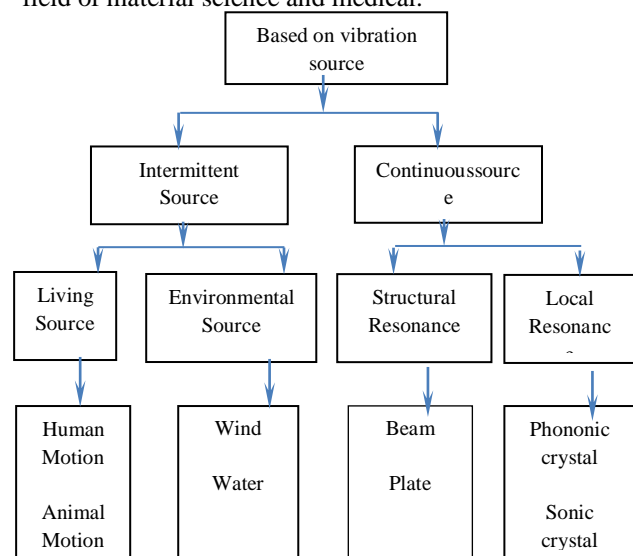 field of material science and medical.
Based on vibration
source
Intermittent
Source
Continuoussourc
e
Living
Source
Environmental
Source
Structural
Resonance
Local
Resonanc
Human
Motion
Animal
Motion
Wind
Water
Beam
Plate
Phononic
crystal
Sonic
crystal